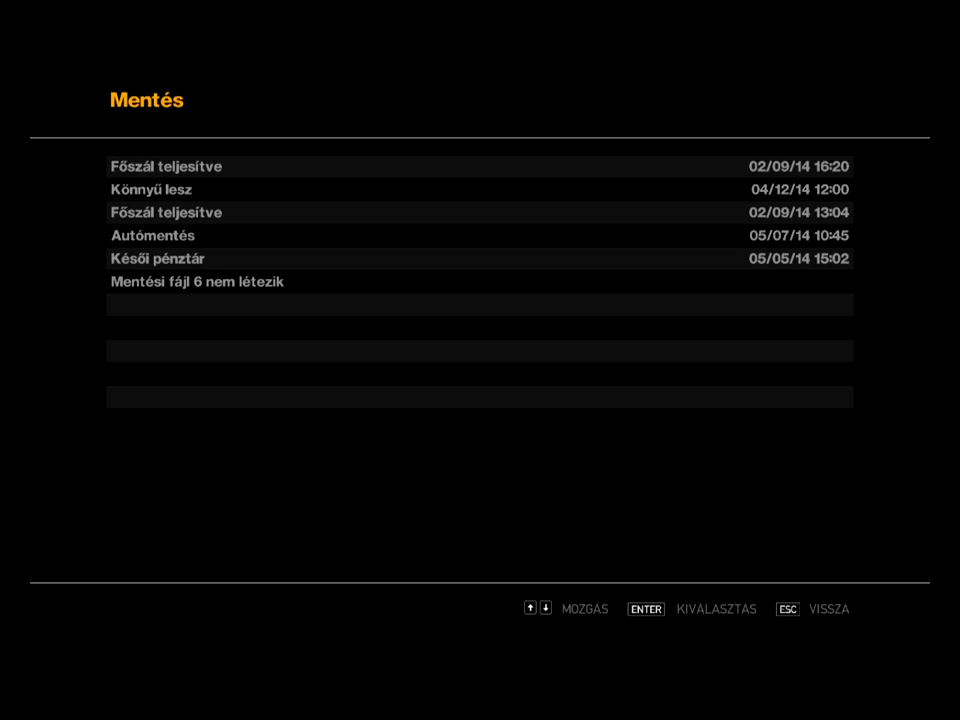 Mentés
Főszál teljesítve 02/09/14 16:20
Könnyű lesz 04/12/14 12:00
Főszál teljesítve 02/09/14 13:04
Autómentés 05/07/14 10:45
Késői pénztár 05/05/14 15:02
Mentési fájl 6 nem létezik
MOZGAS ENTER KIVALASZTAS ESC VISSZA